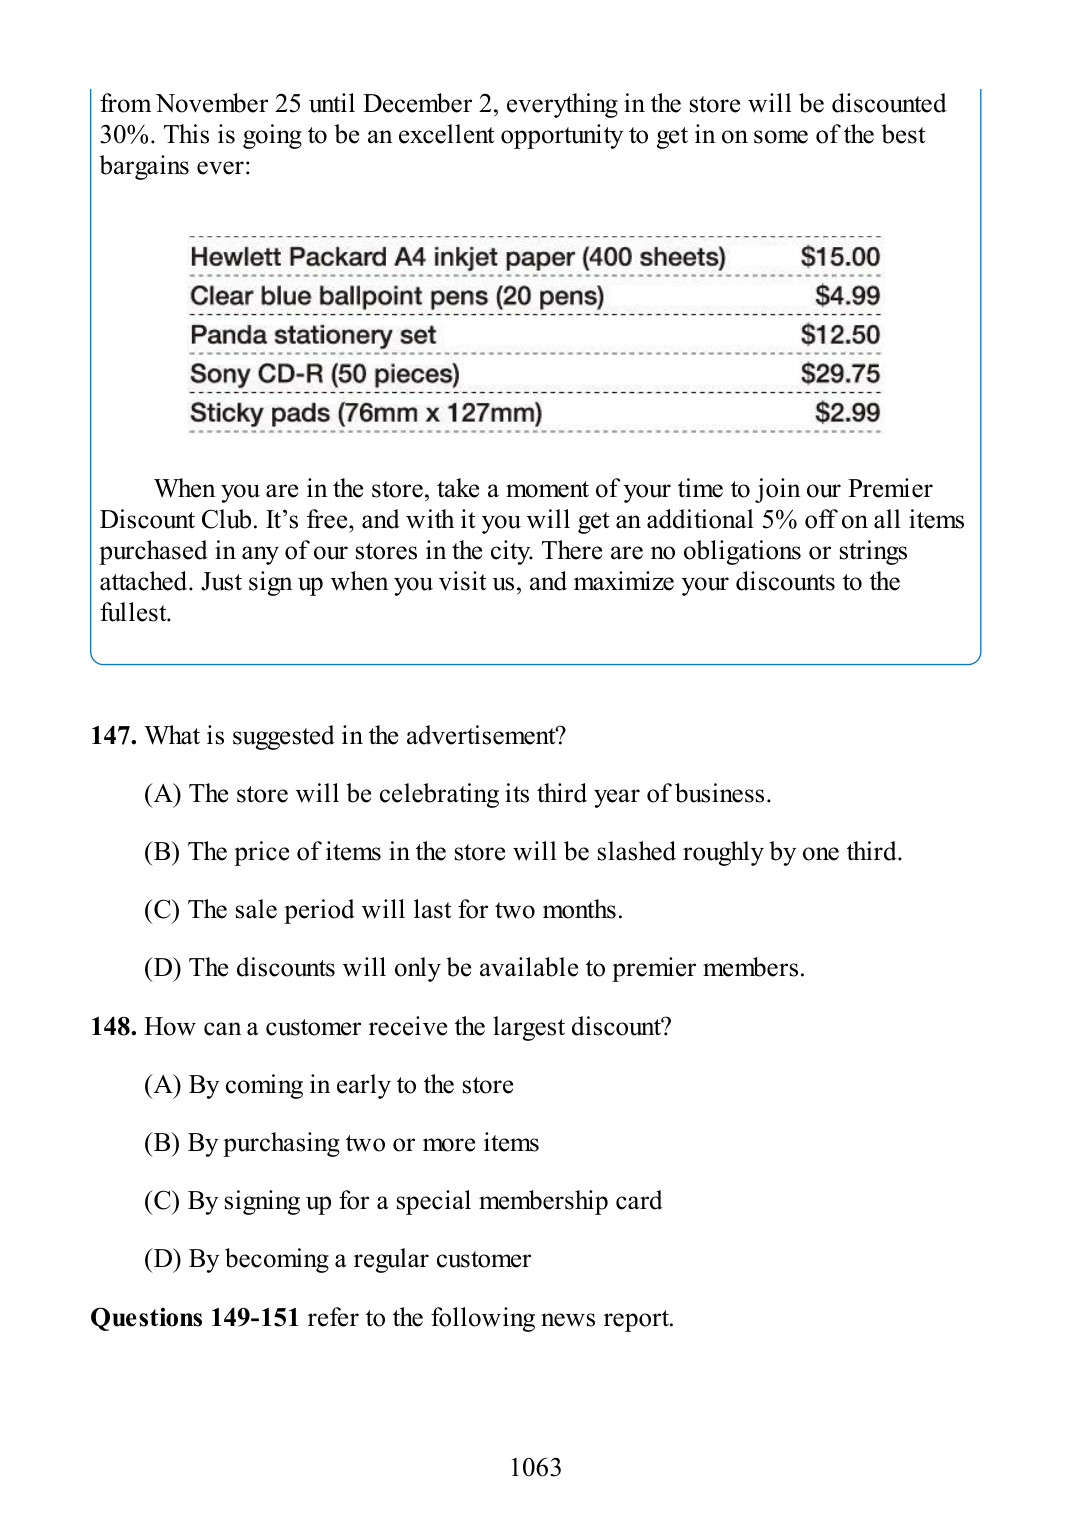 from November 25 until December 2, everything in the store will be discounted
30%. This is going to be an excellent opportunity to get in on some of the best
bargains ever:
Hewlett Packard A4 inkjet paper (400 sheets) $15.00
Clear blue ballpoint pens (20 pens) $4.99
Panda stationery set $12.50
Sony CD-R (50 pieces) $29.75
Sticky pads (76mm x 127mm) $2.99
When you are in the store, take a moment of your time to join our Premier
Discount Club. It’s free, and with it you will get an additional 5% off on all items
purchased in any of our stores in the city. There are no obligations or strings
attached. Just sign up when you visit us, and maximize your discounts to the
fullest.
147. What is suggested in the advertisement?
(A) The store will be celebrating its third year of business.
(B) The price of items in the store will be slashed roughly by one third.
(C) The sale period will last for two months.
(D) The discounts will only be available to premier members.
148. How can a customer receive the largest discount?
(A) By coming in early to the store
(B) By purchasing two or more items
(C) By signing up for a special membership card
(D) By becoming a regular customer
Questions 149-151 refer to the following news report.
1063